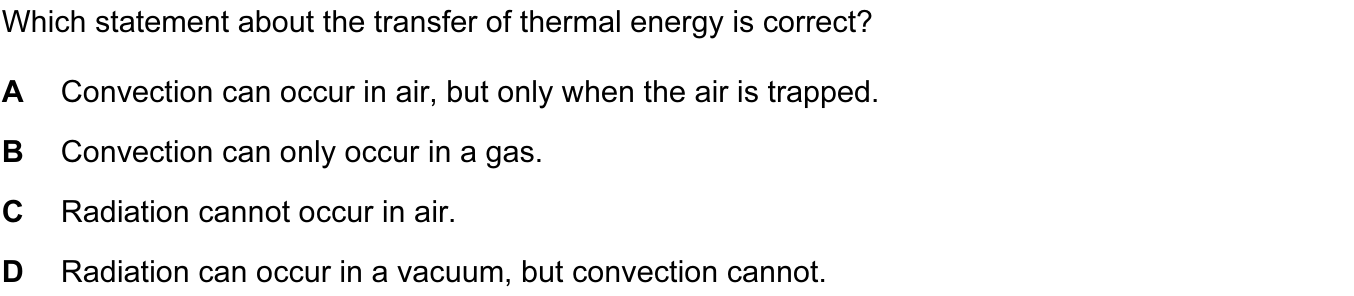 Which statement about the transfer of thermal energy is correct?
A Convection can occur in air, but only when the air is trapped.
B Convection can only occur in a gas.
C Radiation cannot occur in air.
D Radiation can occur in a vacuum, but convection cannot.